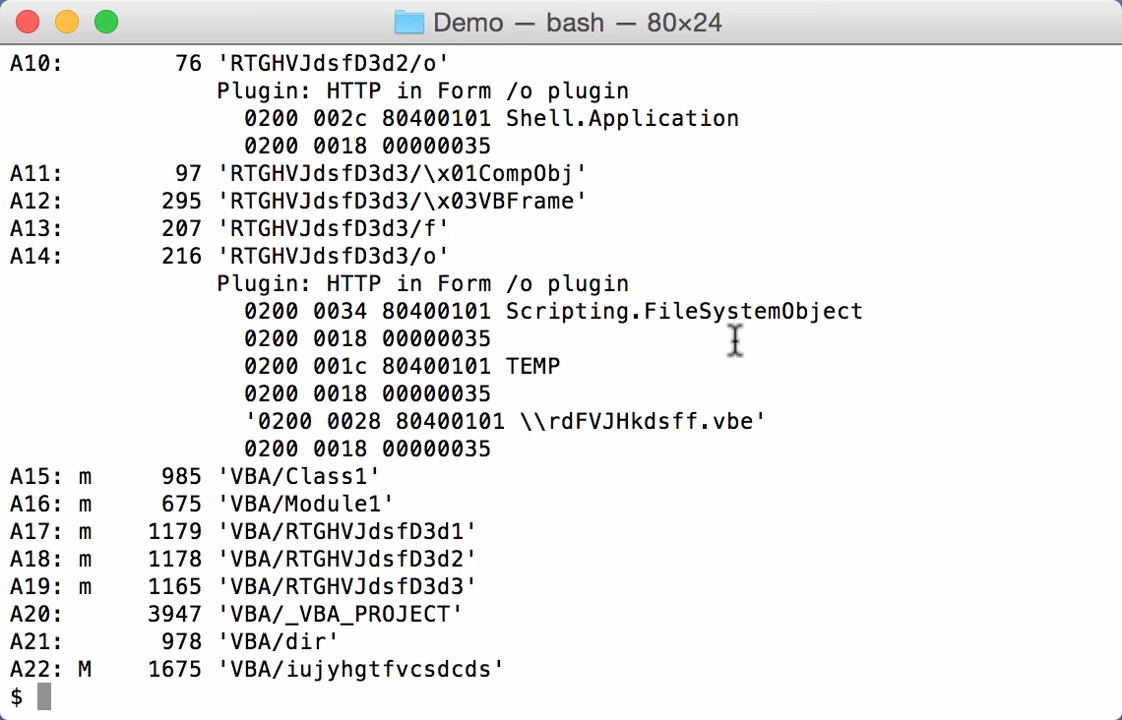 Demo — bash — 80×24
A10:        76 'RTGHVJdsfD3d2/o'
               Plugin: HTTP in Form /o plugin
                 0200 002c 80400101 Shell.Application
                 0200 0018 00000035
A11:        97 'RTGHVJdsfD3d3/\x01CompObj'
A12:       295 'RTGHVJdsfD3d3/\x03VBFrame'
A13:       207 'RTGHVJdsfD3d3/f'
A14:       216 'RTGHVJdsfD3d3/o'
               Plugin: HTTP in Form /o plugin
                 0200 0034 80400101 Scripting.FileSystemObject
                 0200 0018 00000035
                 0200 001c 80400101 TEMP
                 0200 0018 00000035
                 '0200 0028 80400101 \\rdFVJHkdsff.vbe'
                 0200 0018 00000035
A15: m     985 'VBA/Class1'
A16: m     675 'VBA/Module1'
A17: m    1179 'VBA/RTGHVJdsfD3d1'
A18: m    1178 'VBA/RTGHVJdsfD3d2'
A19: m    1165 'VBA/RTGHVJdsfD3d3'
A20:      3947 'VBA/_VBA_PROJECT'
A21:       978 'VBA/dir'
A22: M    1675 'VBA/iujyhgtfvcsdcds'
$